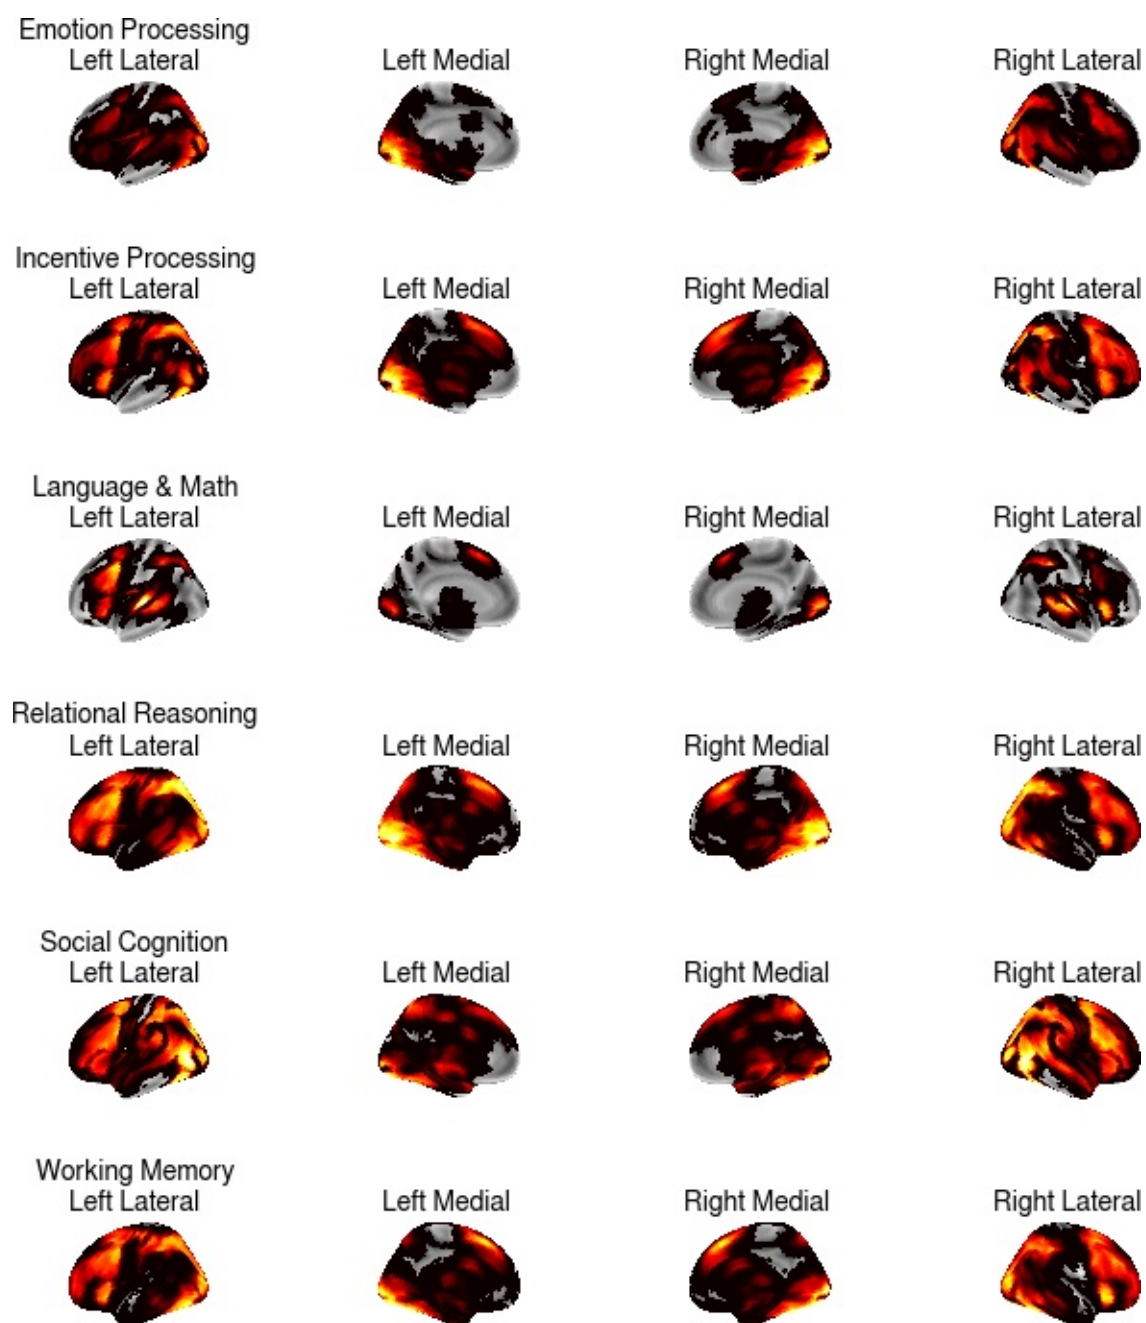 Emotion Processing
Left Lateral Left Medial Right Medial Right Lateral
Incentive Processing
Left Lateral Left Medial Right Medial Right Lateral
Language & Math
Left Lateral Left Medial Right Medial Right Lateral
Relational Reasoning
Left Lateral Left Medial Right Medial Right Lateral
Social Cognition
Left Lateral Left Medial Right Medial Right Lateral
Working Memory
Left Lateral Left Medial Right Medial Right Lateral